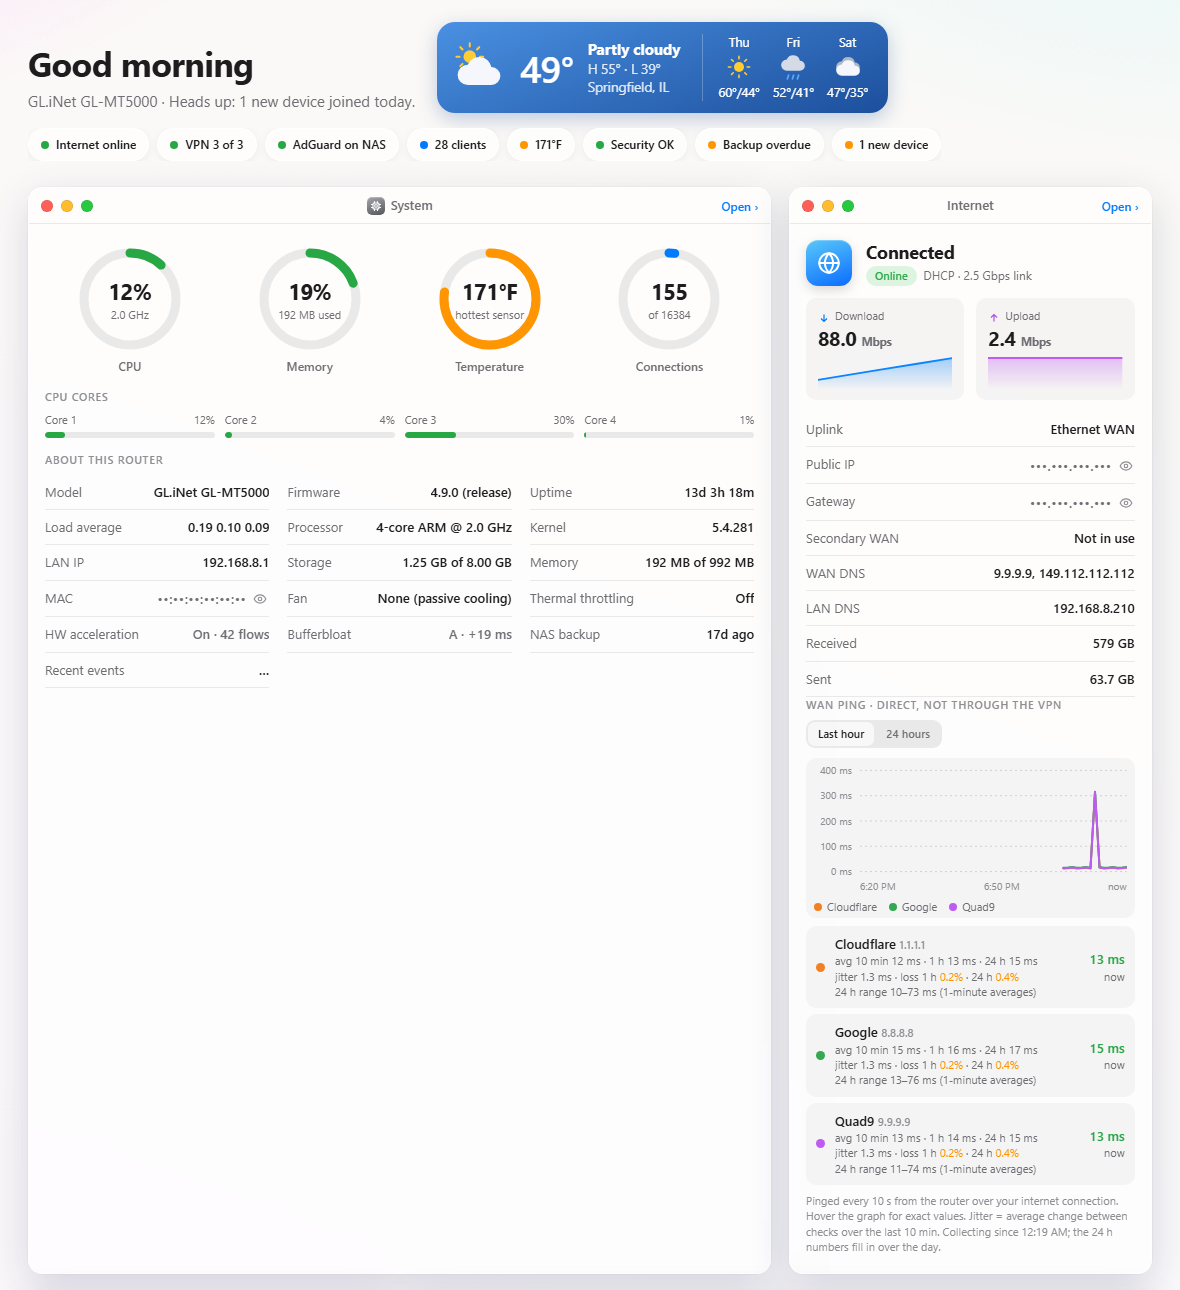 Good morning
GL.iNet GL-MT5000 · Heads up: 1 new device joined today.
49°
Partly cloudy
H 55° · L 39°
Springfield, IL
Thu
60°/44°
Fri
52°/41°
Sat
47°/35°
Internet online
VPN 3 of 3
AdGuard on NAS
28 clients
171°F
Security OK
Backup overdue
1 new device
System
Open ›
12%
2.0 GHz
CPU
19%
192 MB used
Memory
171°F
hottest sensor
Temperature
155
of 16384
Connections
CPU CORES
Core 1 12%
Core 2 4%
Core 3 30%
Core 4 1%
ABOUT THIS ROUTER
Model GL.iNet GL-MT5000
Firmware 4.9.0 (release)
Uptime 13d 3h 18m
Load average 0.19 0.10 0.09
Processor 4-core ARM @ 2.0 GHz
Kernel 5.4.281
LAN IP 192.168.8.1
Storage 1.25 GB of 8.00 GB
Memory 192 MB of 992 MB
MAC ••:••:••:••:••:••
Fan None (passive cooling)
Thermal throttling Off
HW acceleration On · 42 flows
Bufferbloat A · +19 ms
NAS backup 17d ago
Recent events ...
Internet
Open ›
Connected
Online DHCP · 2.5 Gbps link
Download
88.0 Mbps
Upload
2.4 Mbps
Uplink Ethernet WAN
Public IP •••.•••.•••.•••
Gateway •••.•••.•••.•••
Secondary WAN Not in use
WAN DNS 9.9.9.9, 149.112.112.112
LAN DNS 192.168.8.210
Received 579 GB
Sent 63.7 GB
WAN PING · DIRECT, NOT THROUGH THE VPN
Last hour 24 hours
400 ms
300 ms
200 ms
100 ms
0 ms
6:20 PM 6:50 PM now
Cloudflare Google Quad9
Cloudflare 1.1.1.1
avg 10 min 12 ms · 1 h 13 ms · 24 h 15 ms
jitter 1.3 ms · loss 1 h 0.2% · 24 h 0.4%
24 h range 10–73 ms (1-minute averages)
13 ms
now
Google 8.8.8.8
avg 10 min 15 ms · 1 h 16 ms · 24 h 17 ms
jitter 1.3 ms · loss 1 h 0.2% · 24 h 0.4%
24 h range 13–76 ms (1-minute averages)
15 ms
now
Quad9 9.9.9.9
avg 10 min 13 ms · 1 h 14 ms · 24 h 15 ms
jitter 1.3 ms · loss 1 h 0.2% · 24 h 0.4%
24 h range 11–74 ms (1-minute averages)
13 ms
now
Pinged every 10 s from the router over your internet connection.
Hover the graph for exact values. Jitter = average change between
checks over the last 10 min. Collecting since 12:19 AM; the 24 h
numbers fill in over the day.